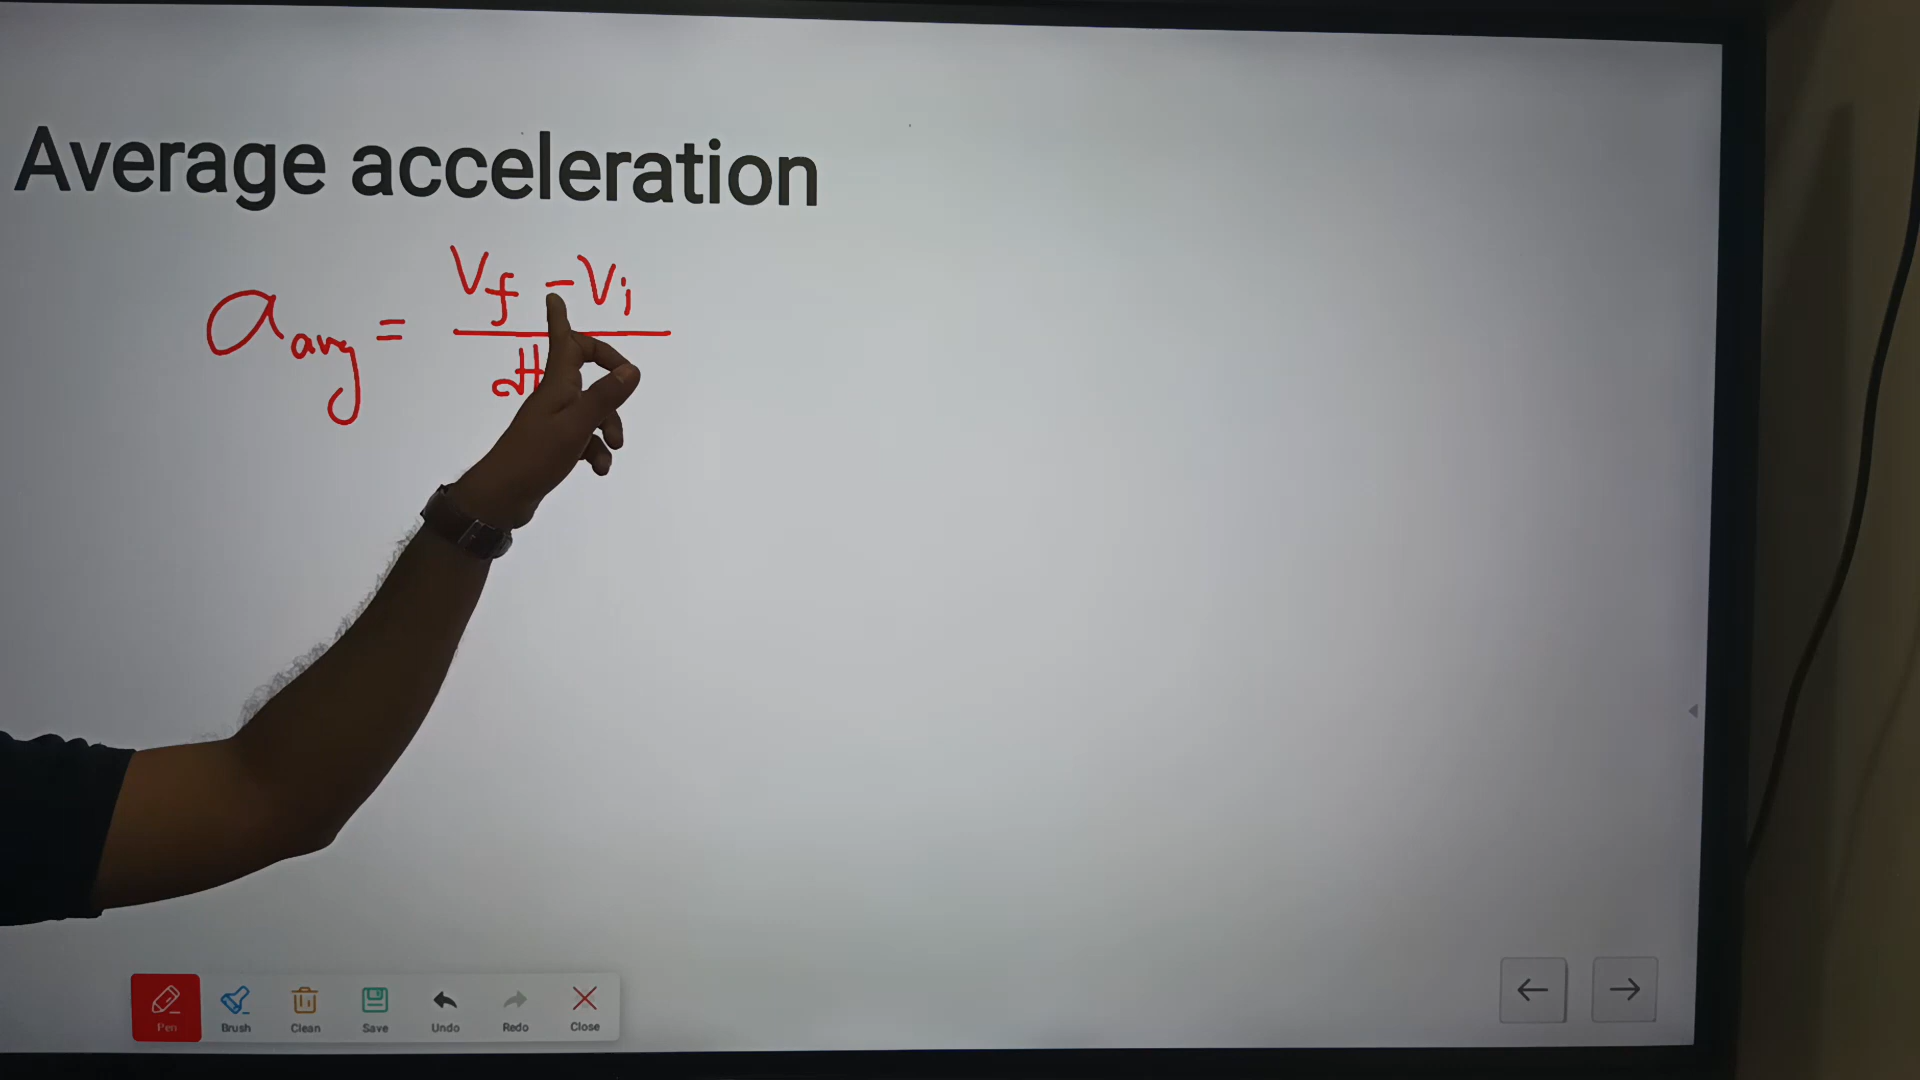 Average acceleration
a avg = Vf - Vi
Pen Brush Clean Save Undo Redo Close